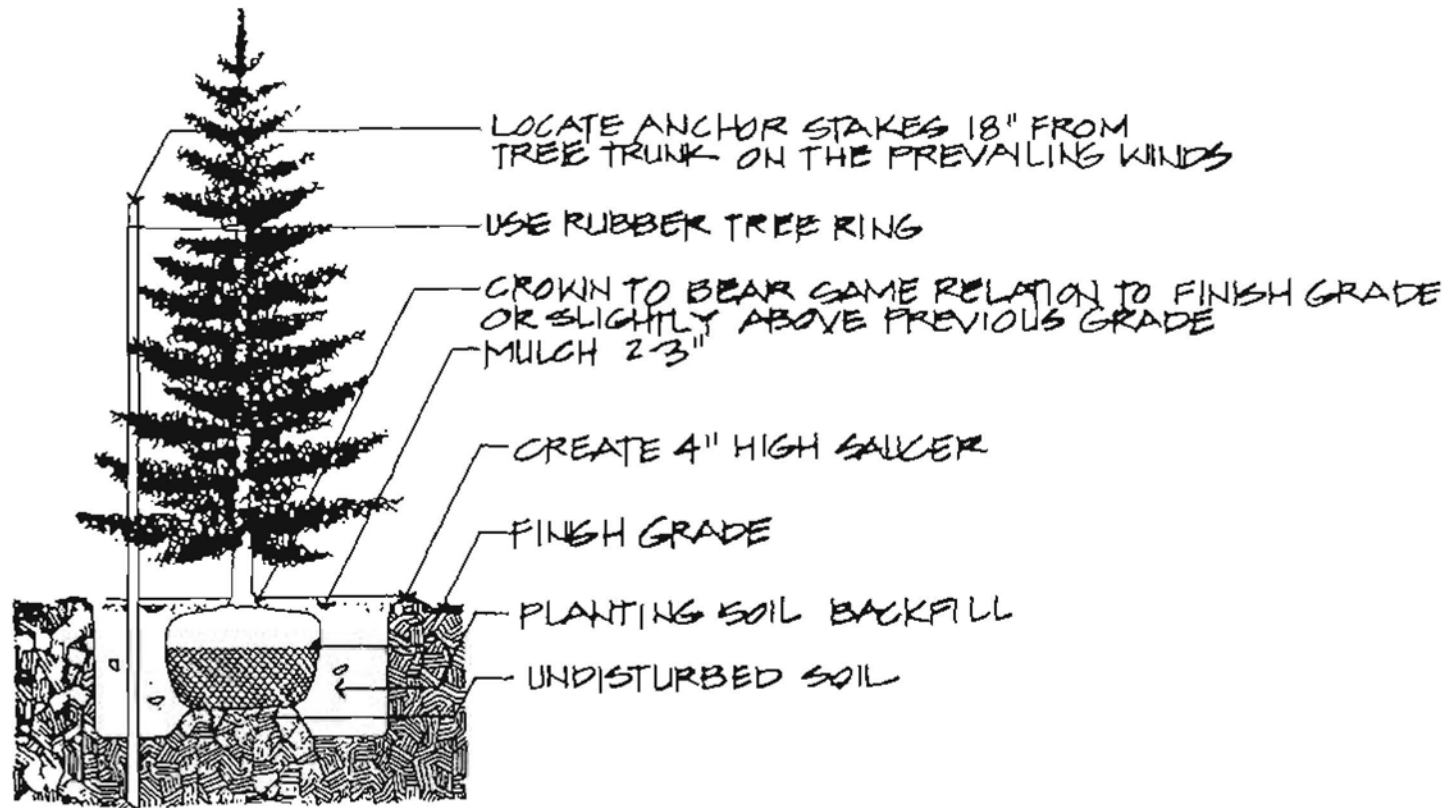 LOCATE ANCHOR STAKES 18" FROM
TREE TRUNK ON THE PREVAILING WINDS
USE RUBBER TREE RING
CROWN TO BEAR SAME RELATION TO FINISH GRADE
OR SLIGHTLY ABOVE PREVIOUS GRADE
MULCH 2-3"
CREATE 4" HIGH SAUCER
FINISH GRADE
PLANTING SOIL BACKFILL
UNDISTURBED SOIL